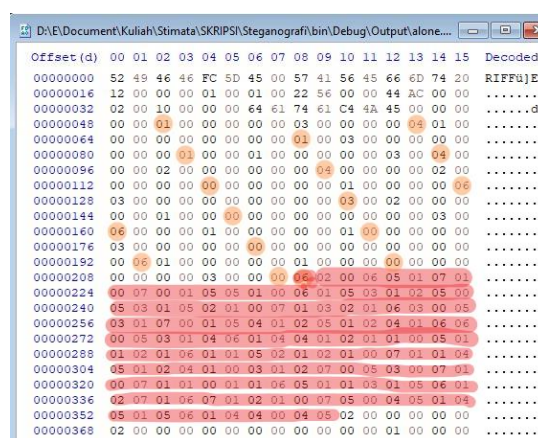 D:\E\Document\Kuliah\Stimata\SKRIPSI\Steganografi\bin\Debug\Output\alone....
Offset(d) 00 01 02 03 04 05 06 07 08 09 10 11 12 13 14 15 Decoded
00000000 52 49 46 46 FC 5D 45 00 57 41 56 45 66 6D 74 20 RIFFü]E
00000016 12 00 00 00 01 00 01 00 22 56 00 00 44 AC 00 00 .......
00000032 02 00 10 00 00 00 64 61 74 61 C4 4A 45 00 00 00 ......d
00000048 00 00 01 00 00 00 00 00 03 00 00 00 00 04 01 00 .......
00000064 00 00 00 00 00 00 00 00 01 00 03 00 00 00 00 00 .......
00000080 00 00 00 01 00 00 01 00 00 00 00 00 03 00 04 00 .......
00000096 00 00 02 00 00 00 00 00 00 04 00 00 00 00 02 00 .......
00000112 00 00 00 00 00 00 00 00 00 00 01 00 00 00 00 06 .......
00000128 03 00 00 00 00 00 00 00 00 00 03 00 02 00 00 00 .......
00000144 00 00 01 00 00 00 00 00 00 00 00 00 00 00 03 00 .......
00000160 06 00 00 00 01 00 00 00 00 00 01 00 00 00 00 00 .......
00000176 03 00 00 00 00 00 00 00 00 00 00 00 00 00 00 00 .......
00000192 00 06 01 00 00 00 00 00 01 00 00 00 00 00 00 00 .......
00000208 00 00 00 00 03 00 00 00 06 02 00 06 05 01 07 01 .......
00000224 00 07 00 01 05 05 01 00 06 01 05 03 01 02 05 00 .......
00000240 05 03 01 05 02 01 00 07 01 03 02 01 06 03 00 05 .......
00000256 03 01 07 00 01 05 04 01 02 05 01 02 04 01 06 06 .......
00000272 00 05 03 01 04 06 01 04 04 01 02 01 01 00 05 01 .......
00000288 01 02 01 06 01 01 05 02 01 02 01 00 07 01 01 04 .......
00000304 05 01 02 04 01 00 03 01 02 07 00 05 03 00 07 01 .......
00000320 00 07 01 01 00 01 01 06 05 01 01 03 01 05 06 01 .......
00000336 02 07 01 06 07 01 02 01 00 07 05 00 04 05 01 04 .......
00000352 05 01 05 06 01 04 04 00 04 05 02 00 00 00 00 00 .......
00000368 02 00 00 00 00 00 00 00 00 00 00 00 01 00 00 00 .......